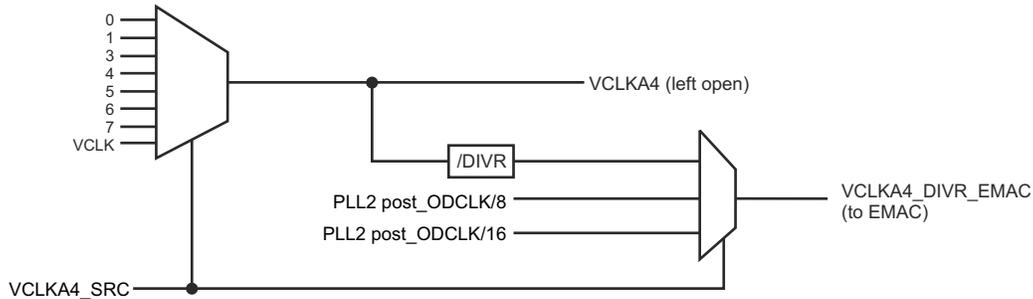 0
1
3
4
5
6
7
VCLK
VCLKA4 (left open)
/DIVR
PLL2 post_ODCLK/8
PLL2 post_ODCLK/16
VCLKA4_DIVR_EMAC
(to EMAC)
VCLKA4_SRC